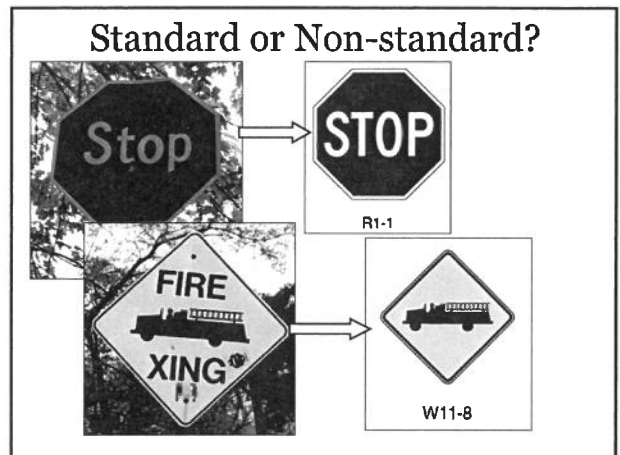 Standard or Non-standard?
Stop
STOP
R1-1
FIRE
XING
W11-8